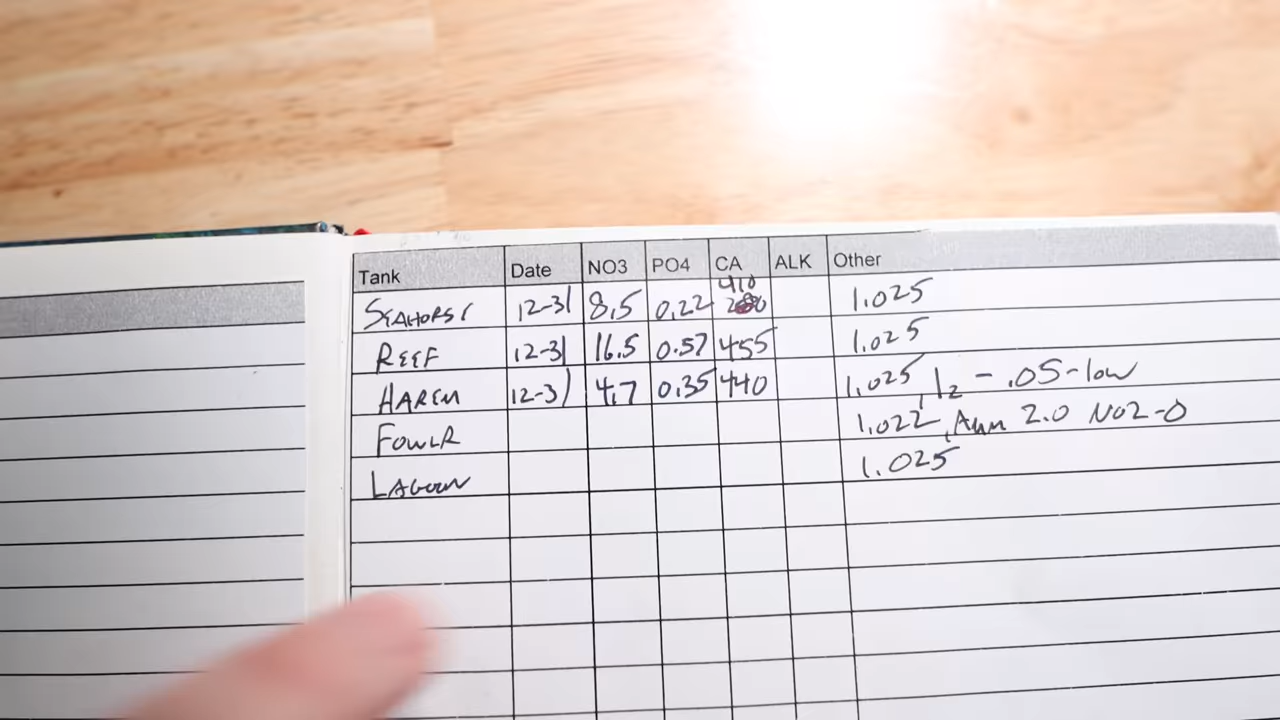 Tank Date NO3 PO4 CA ALK Other
SEAHORSE 12-31 8.5 0.22 410 1.025
REEF 12-31 16.5 0.57 455 1.025
HAREM 12-31 4.7 0.35 440 1.025, I2 - .05-low
FOWLR 1.022, Amm 2.0 NO2-0
LAGOON 1.025